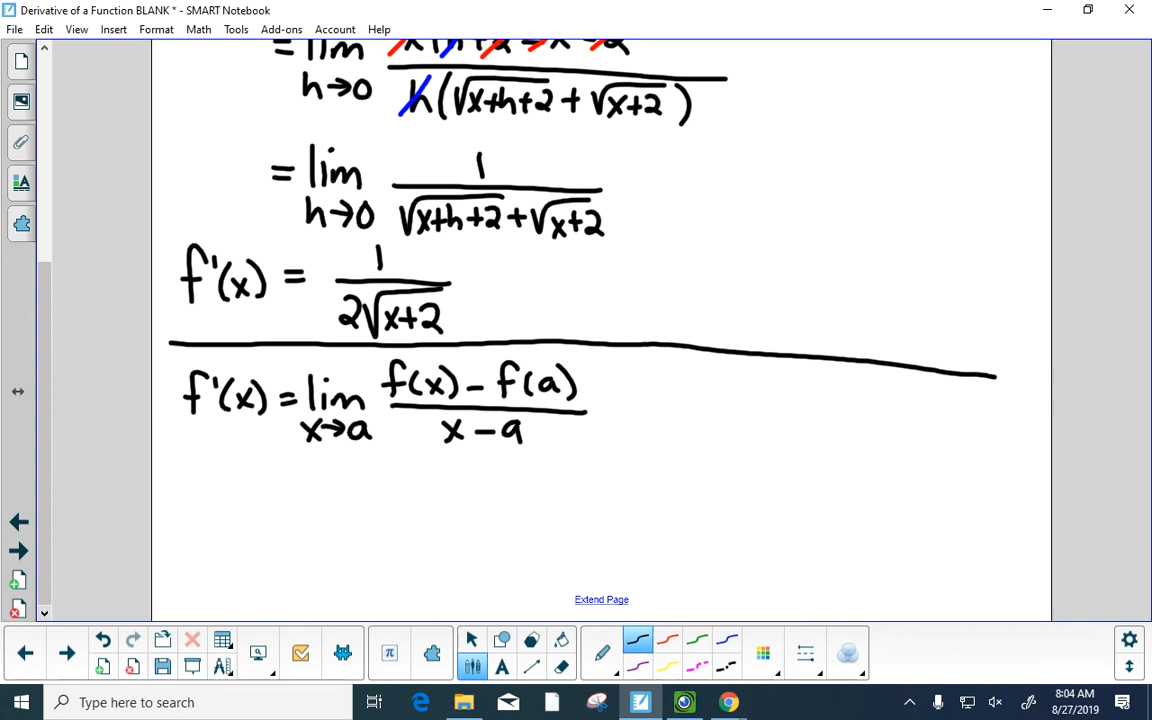 Derivative of a Function BLANK * - SMART Notebook
File Edit View Insert Format Math Tools Add-ons Account Help
= lim x+h+2-x-2
h→0 h(√x+h+2 + √x+2)
= lim 1
h→0 √x+h+2 + √x+2
f'(x) = 1
2√x+2
f'(x) = lim f(x) - f(a)
x→a x - a
Extend Page
Type here to search
8:04 AM
8/27/2019